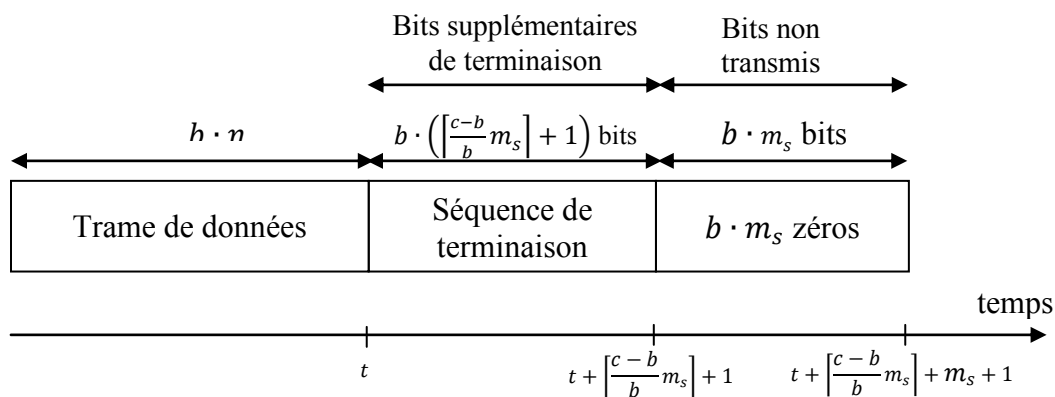 Bits supplémentaires
de terminaison
Bits non
transmis
b · (⌈(c−b)/b m_s⌉ + 1) bits
b · m_s bits
Trame de données
Séquence de
terminaison
b · m_s zéros
temps
t
t + ⌈(c − b)/b m_s⌉ + 1
t + ⌈(c − b)/b m_s⌉ + m_s + 1